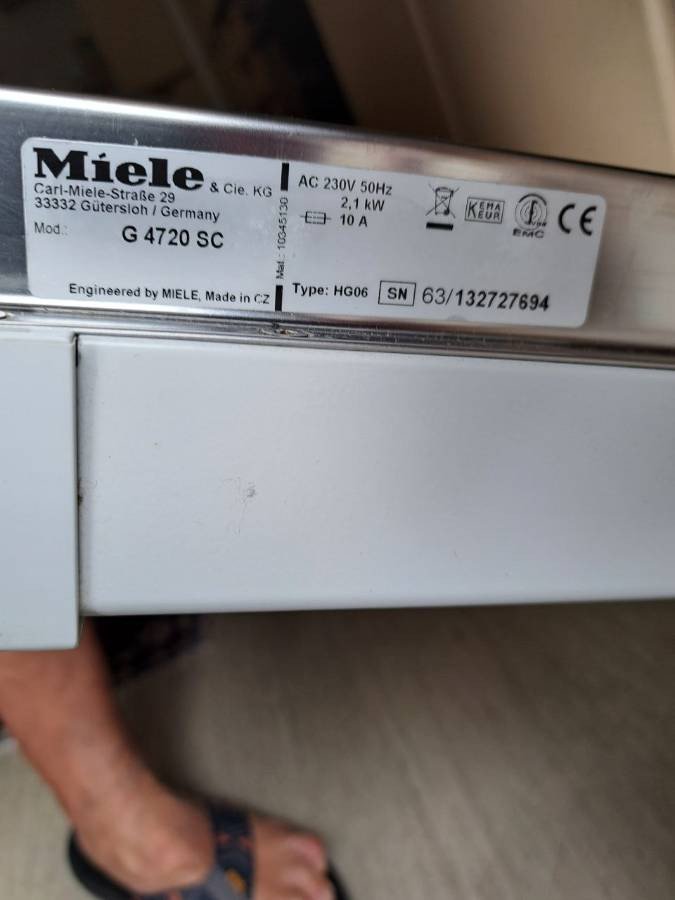 Miele & Cie. KG
Carl-Miele-Straße 29
33332 Gütersloh / Germany
Mod.:
G 4720 SC
Engineered by MIELE, Made in CZ
Mat.: 10345130
AC 230V 50Hz
2,1 kW
10 A
Type: HG06 SN 63/132727694
KEMA
KEUR
EMC
CE